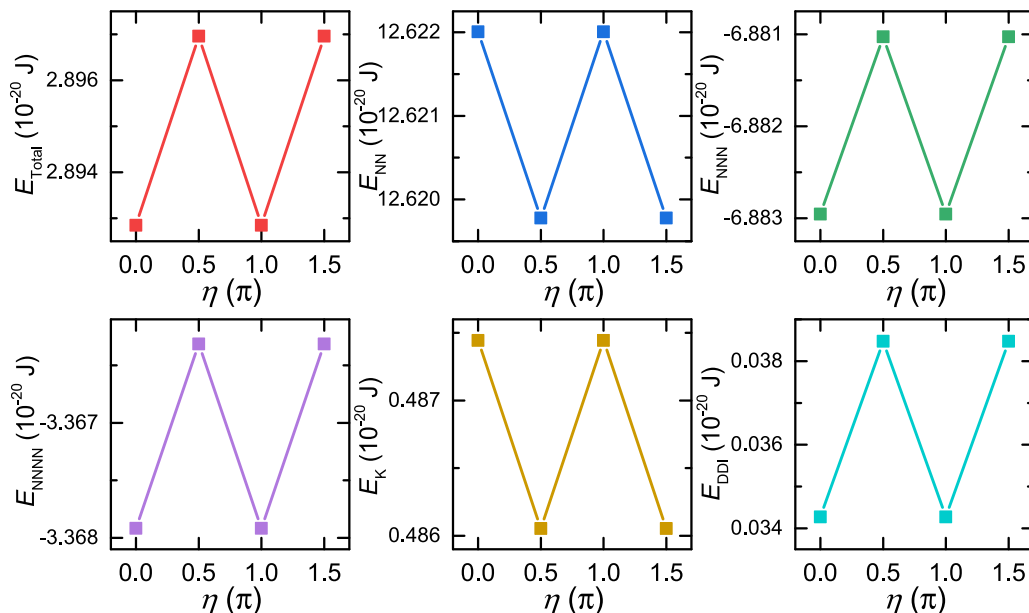 E_Total (10^-20 J)
2.896
2.894
0.0 0.5 1.0 1.5
η (π)
E_NN (10^-20 J)
12.622
12.621
12.620
0.0 0.5 1.0 1.5
η (π)
E_NNN (10^-20 J)
-6.881
-6.882
-6.883
0.0 0.5 1.0 1.5
η (π)
E_NNNN (10^-20 J)
-3.367
-3.368
0.0 0.5 1.0 1.5
η (π)
E_K (10^-20 J)
0.487
0.486
0.0 0.5 1.0 1.5
η (π)
E_DDI (10^-20 J)
0.038
0.036
0.034
0.0 0.5 1.0 1.5
η (π)